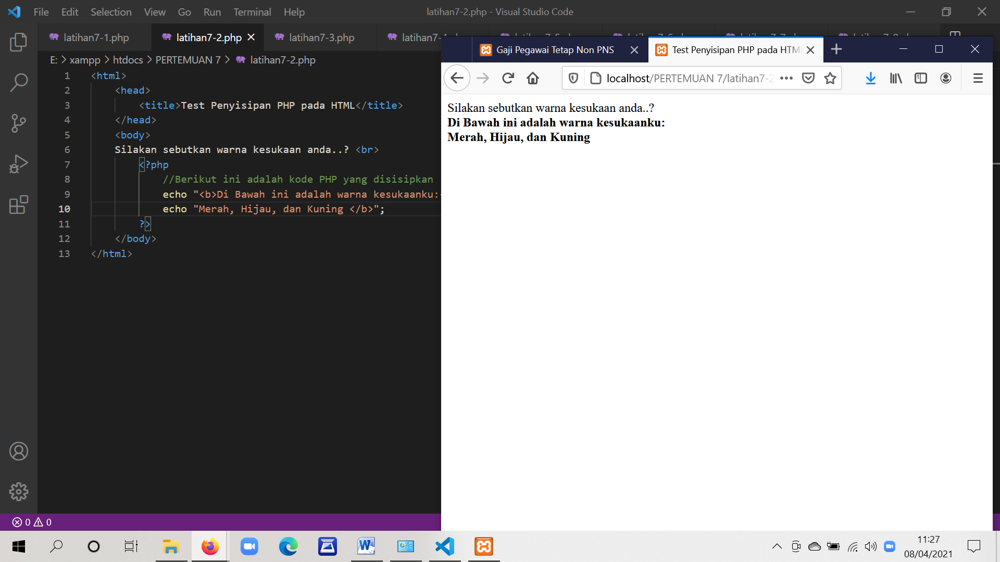 File Edit Selection View Go Run Terminal Help
latihan7-2.php - Visual Studio Code
latihan7-1.php
latihan7-2.php
latihan7-3.php
E: > xampp > htdocs > PERTEMUAN 7 > latihan7-2.php
1 <html>
2 <head>
3 <title>Test Penyisipan PHP pada HTML</title>
4 </head>
5 <body>
6 Silakan sebutkan warna kesukaan anda..? <br>
7 <?php
8 //Berikut ini adalah kode PHP yang disisipkan
9 echo "<b>Di Bawah ini adalah warna kesukaanku:
10 echo "Merah, Hijau, dan Kuning </b>";
11 ?>
12 </body>
13 </html>
0 0
Gaji Pegawai Tetap Non PNS
Test Penyisipan PHP pada HTM
localhost/PERTEMUAN 7/latihan7-2
Silakan sebutkan warna kesukaan anda..?
Di Bawah ini adalah warna kesukaanku:
Merah, Hijau, dan Kuning
11:27
08/04/2021